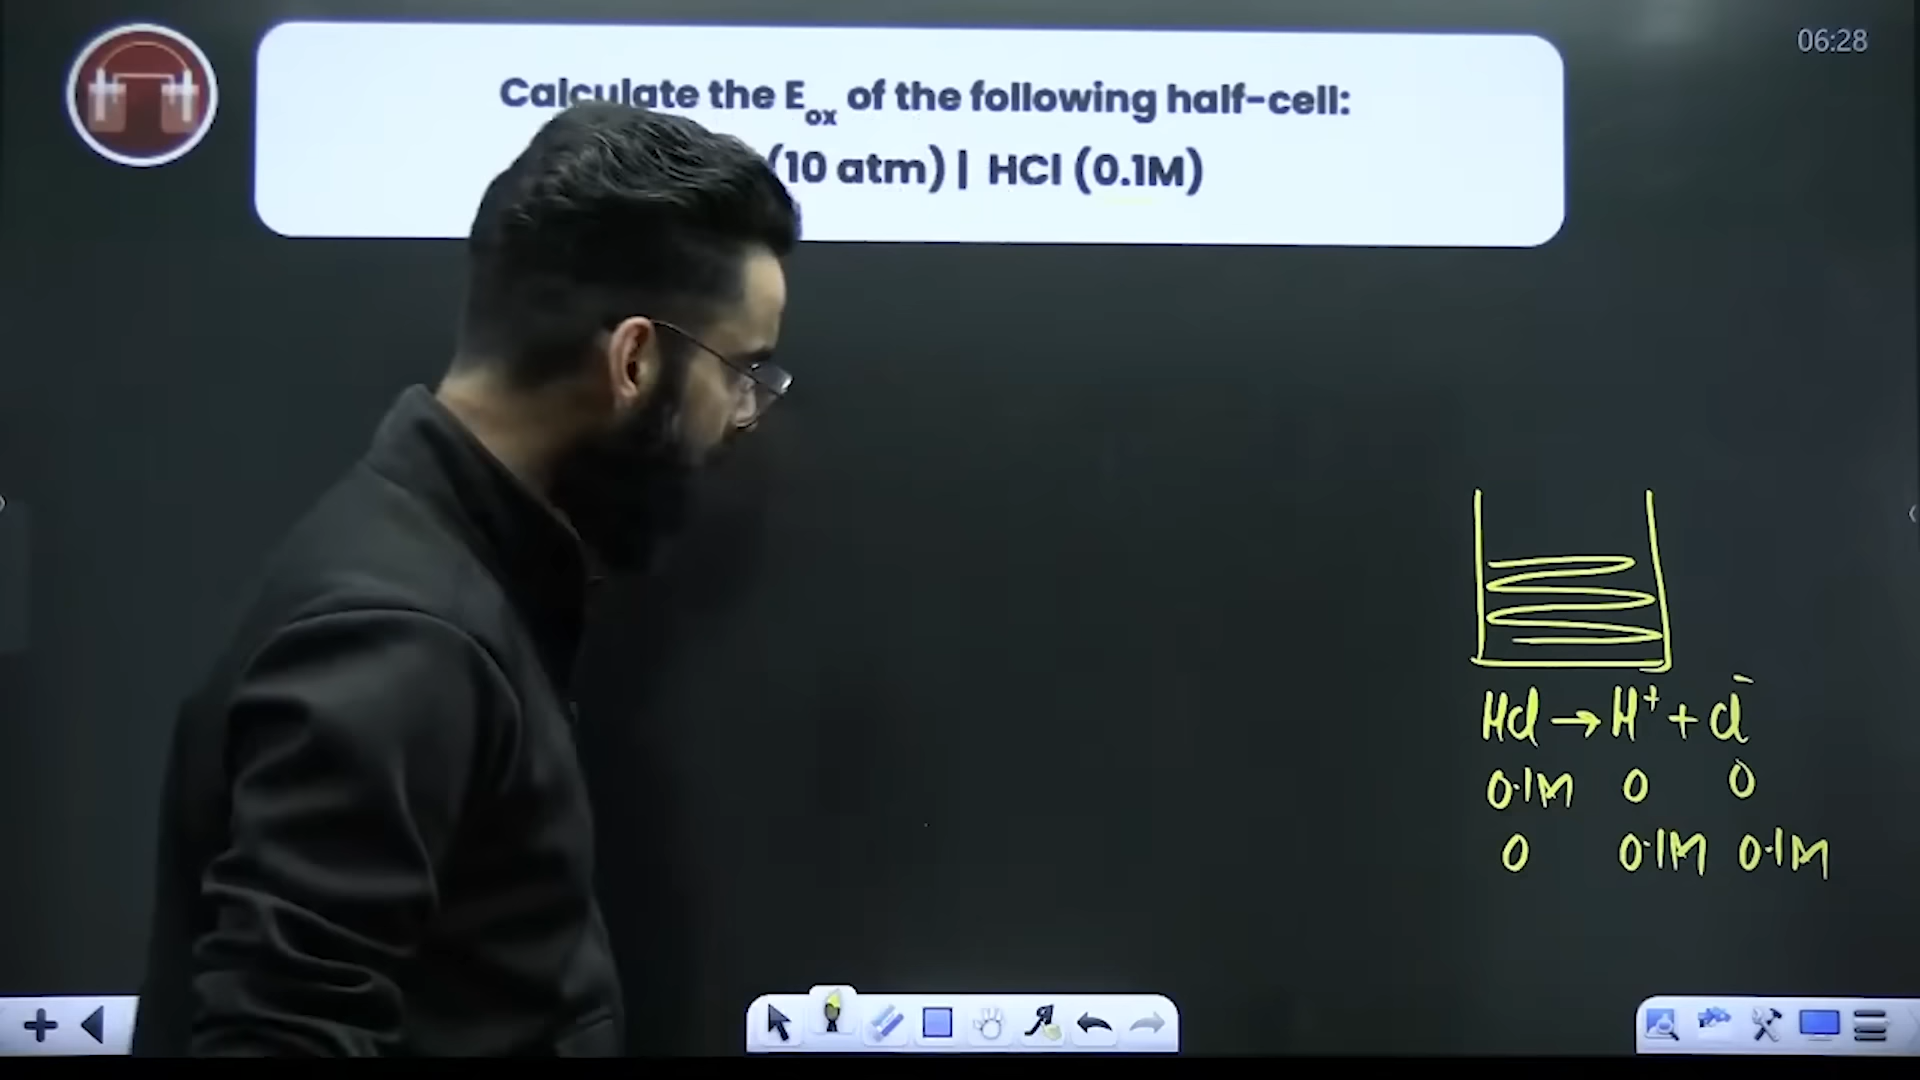 06:28
Calculate the Eox of the following half-cell:
(10 atm) | HCl (0.1M)
HCl → H⁺ + Cl⁻
0.1M 0 0
0 0.1M 0.1M